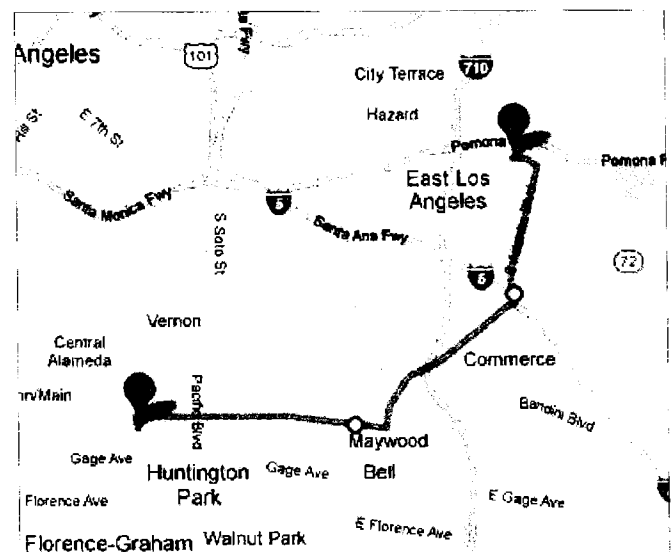 Angeles
101
City Terrace
710
Hazard
E 7th St
Pomona
Pomona F
East Los
Angeles
Santa Monica Fwy
5
Santa Ana Fwy
S Soto St
72
5
Vernon
Central
Alameda
Commerce
Pacific Blvd
Bandini Blvd
Maywood
Gage Ave
Huntington
Park
Gage Ave
Bell
Florence Ave
E Gage Ave
Florence-Graham
Walnut Park
E Florence Ave